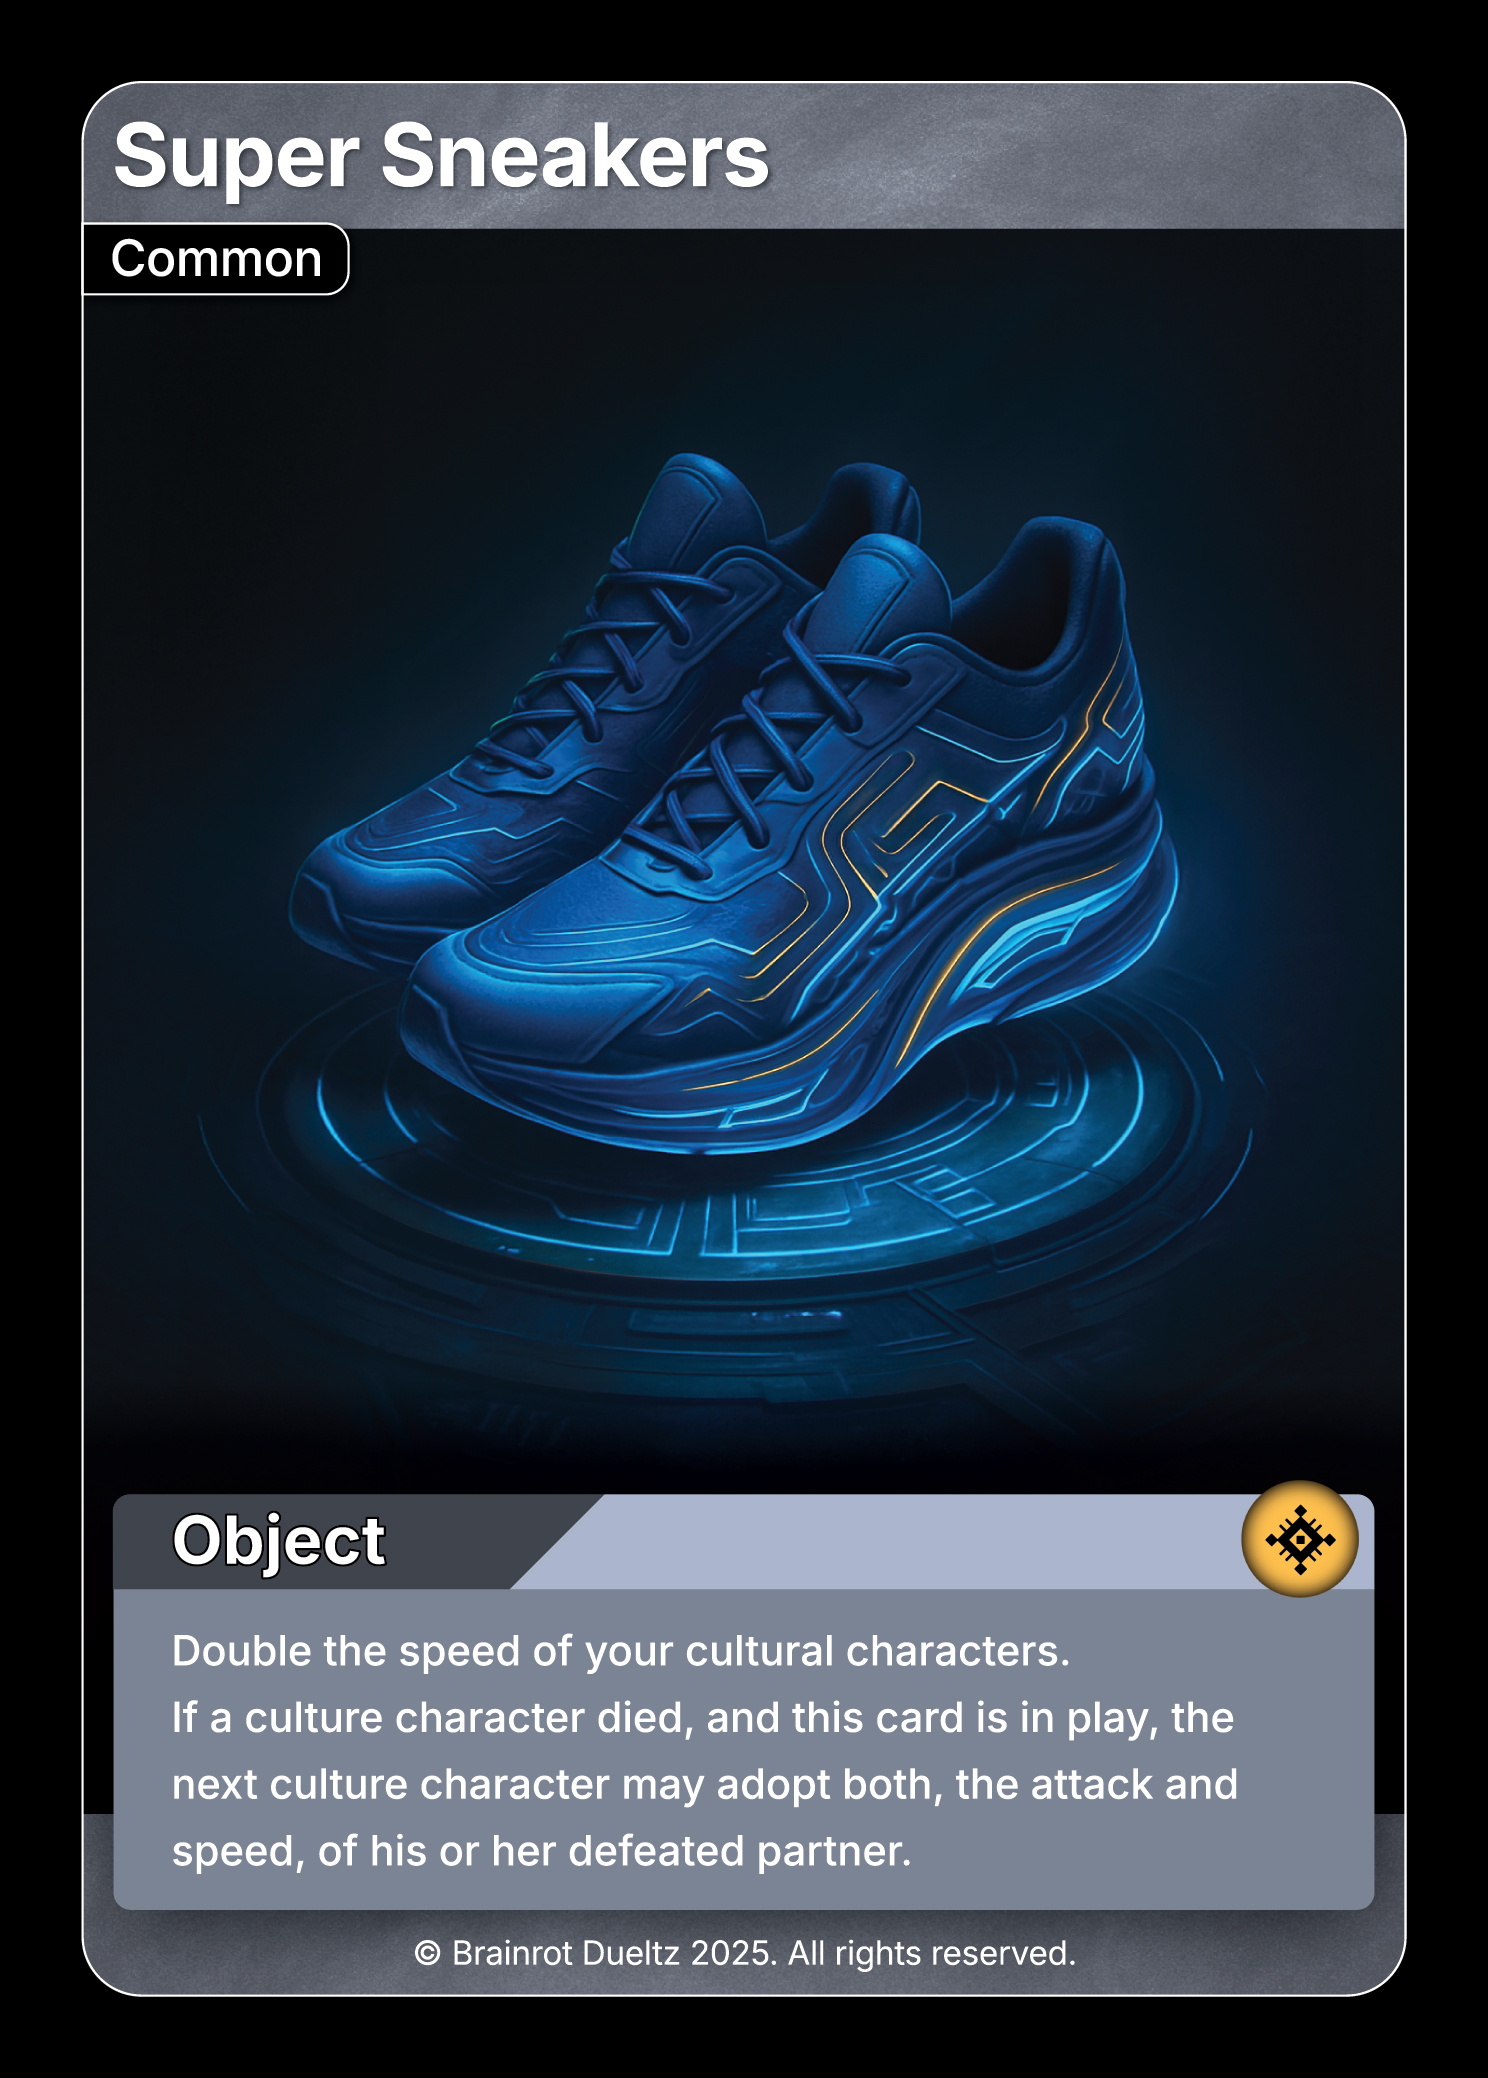 Super Sneakers
Common
Object
Double the speed of your cultural characters.
If a culture character died, and this card is in play, the
next culture character may adopt both, the attack and
speed, of his or her defeated partner.
© Brainrot Dueltz 2025. All rights reserved.